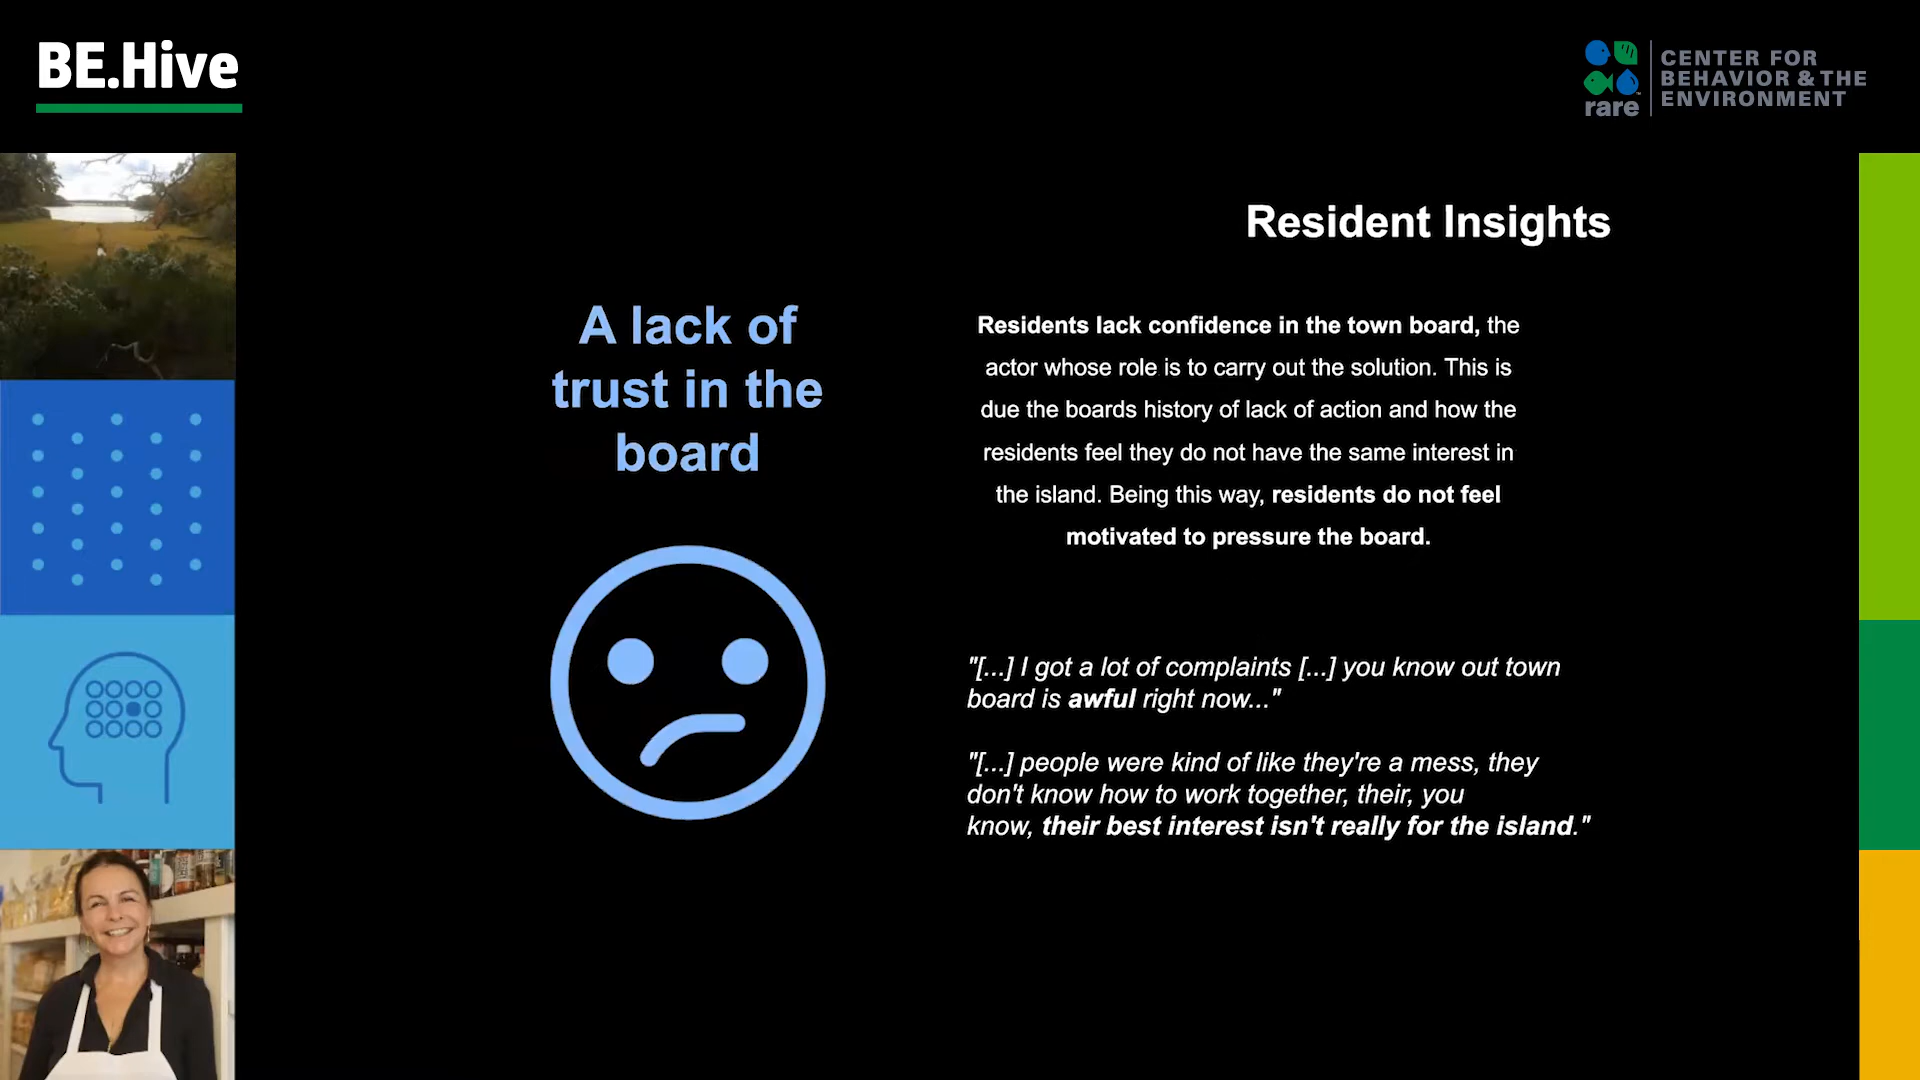 BE.Hive
rare
CENTER FOR
BEHAVIOR & THE
ENVIRONMENT
Resident Insights
A lack of
trust in the
board
Residents lack confidence in the town board, the
actor whose role is to carry out the solution. This is
due the boards history of lack of action and how the
residents feel they do not have the same interest in
the island. Being this way, residents do not feel
motivated to pressure the board.
"[...] I got a lot of complaints [...] you know out town
board is awful right now..."
"[...] people were kind of like they're a mess, they
don't know how to work together, their, you
know, their best interest isn't really for the island."